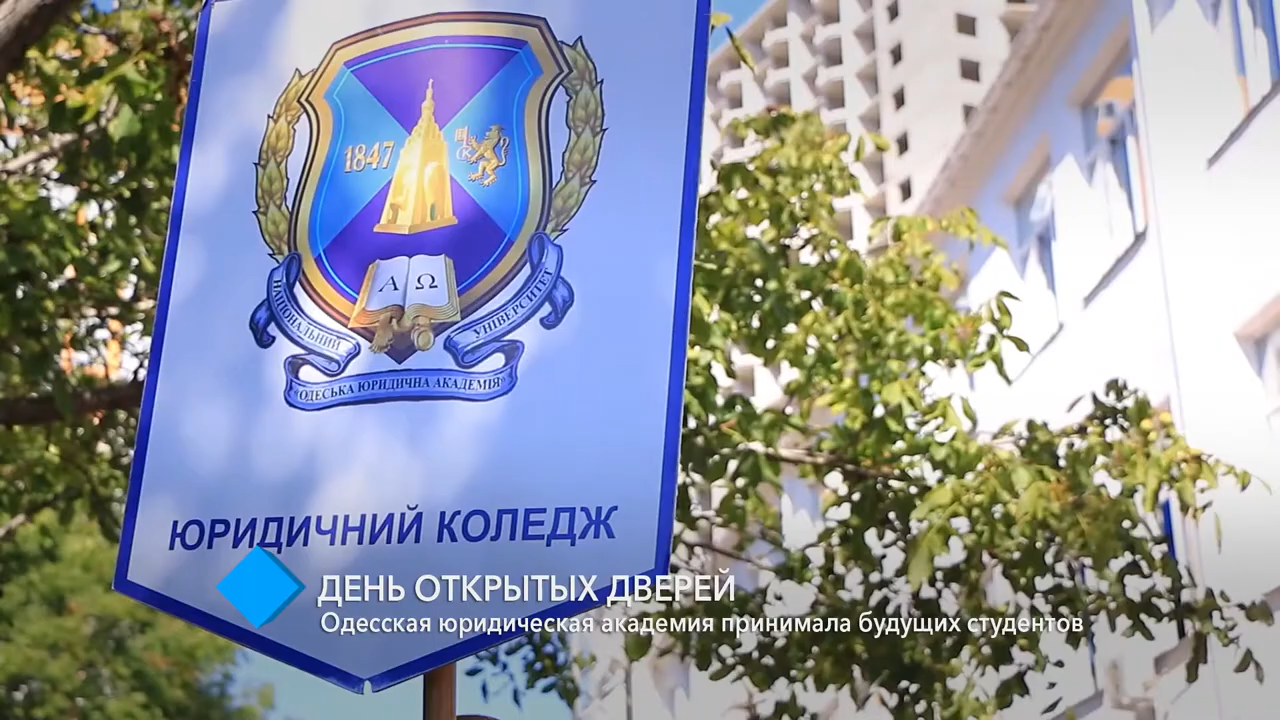 1847
Α Ω
НАЦІОНАЛЬНИЙ
УНІВЕРСИТЕТ
"ОДЕСЬКА ЮРИДИЧНА АКАДЕМІЯ"
ЮРИДИЧНИЙ КОЛЕДЖ
ДЕНЬ ОТКРЫТЫХ ДВЕРЕЙ
Одесская юридическая академия принимала будущих студентов